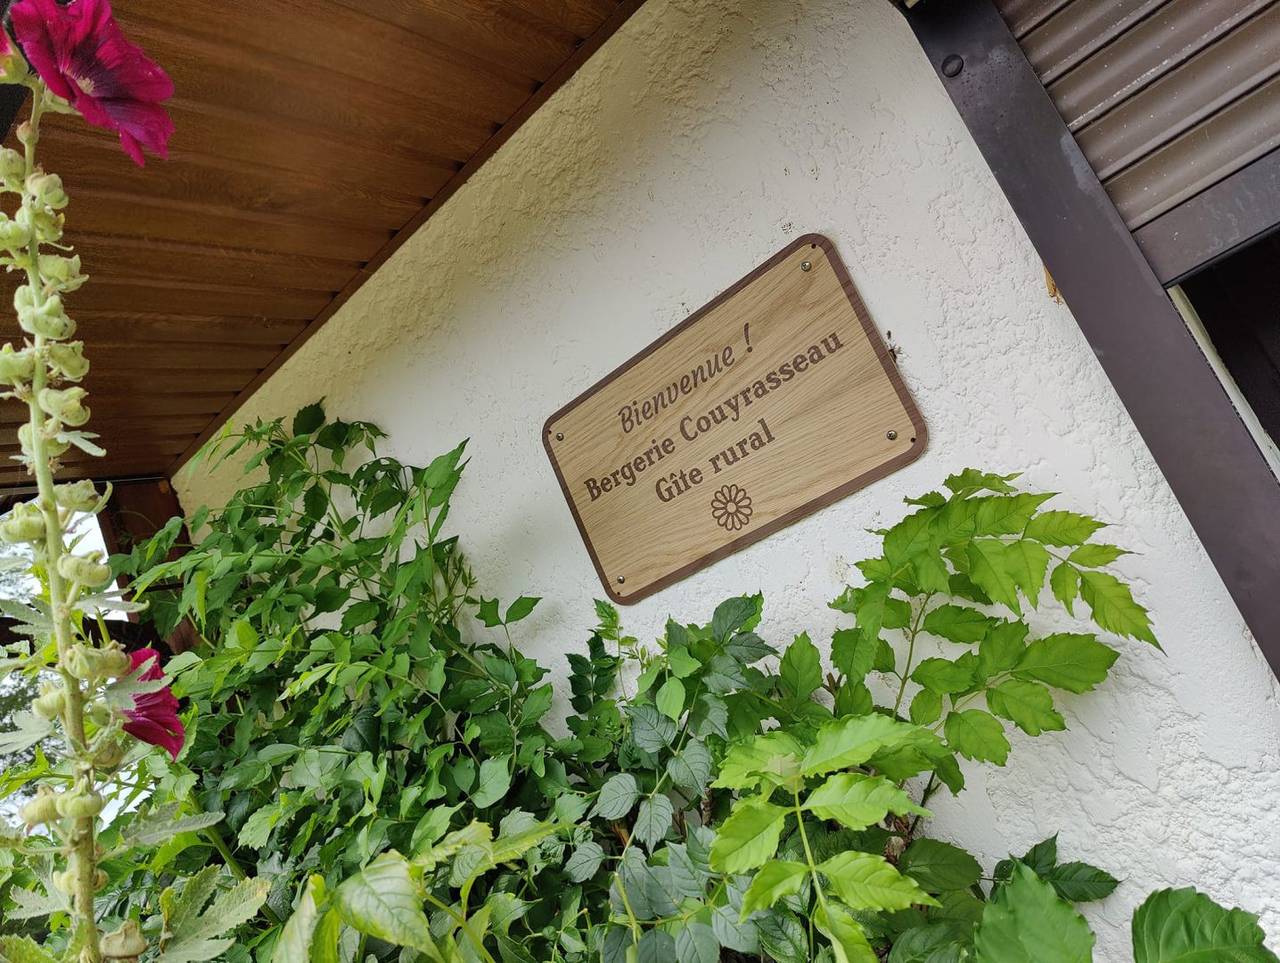 Bienvenue !
Bergerie Couyrasseau
Gîte rural